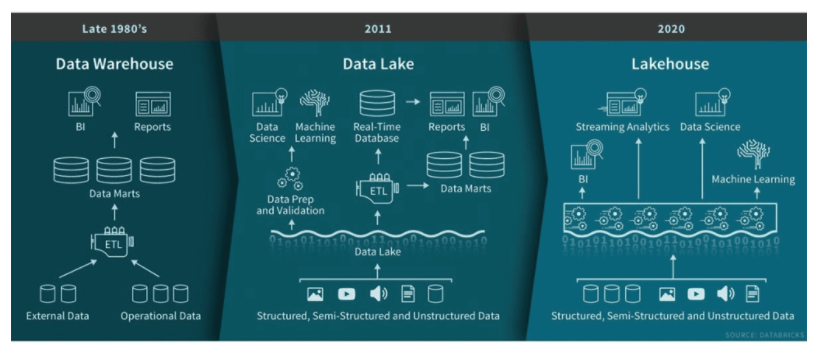 Late 1980's
Data Warehouse
BI
Reports
Data Marts
ETL
External Data
Operational Data
2011
Data Lake
Data
Science
Machine
Learning
Real-Time
Database
Reports
BI
Data Prep
and Validation
ETL
Data Marts
Data Lake
Structured, Semi-Structured and Unstructured Data
2020
Lakehouse
Streaming Analytics
Data Science
BI
Machine Learning
Structured, Semi-Structured and Unstructured Data
SOURCE: DATABRICKS